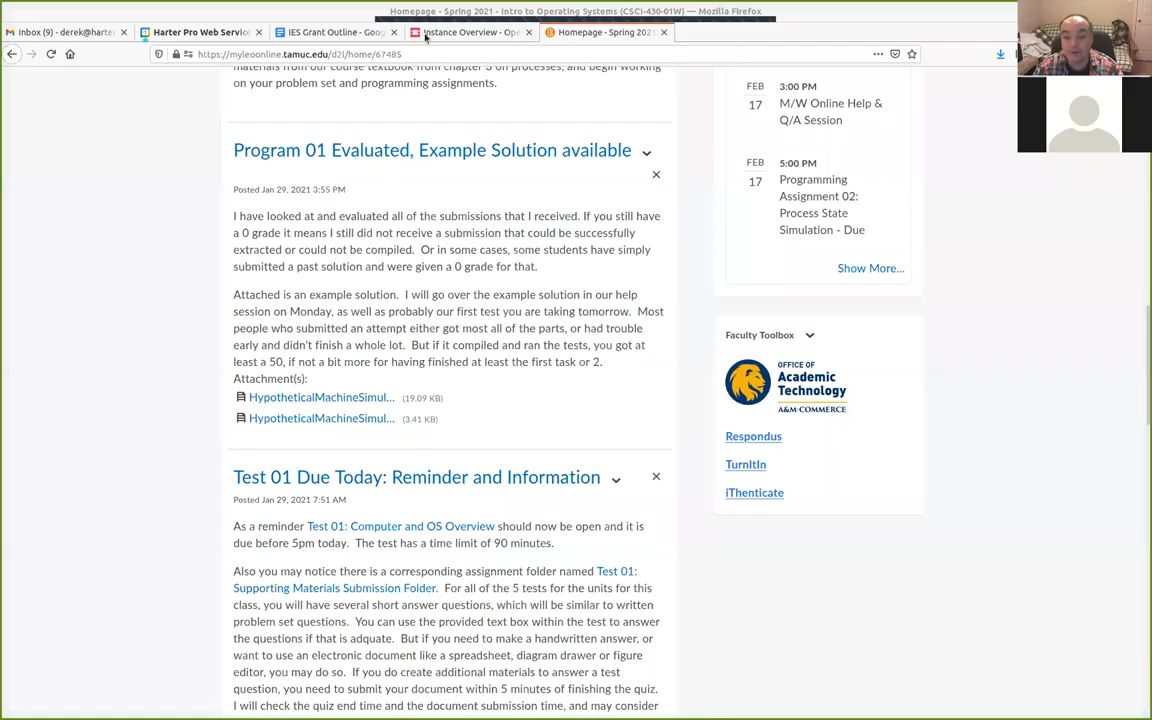 Homepage - Spring 2021 - Intro to Operating Systems (CSCI-430-01W) — Mozilla Firefox
Inbox (9) - derek@harter
Harter Pro Web Service
IES Grant Outline - Goog
Instance Overview - Ope
Homepage - Spring 2021
https://myleoonline.tamuc.edu/d2l/home/67485
materials from our course textbook from chapter 3 on processes, and begin working
on your problem set and programming assignments.
Program 01 Evaluated, Example Solution available
Posted Jan 29, 2021 3:55 PM
I have looked at and evaluated all of the submissions that I received. If you still have
a 0 grade it means I still did not receive a submission that could be successfully
extracted or could not be compiled. Or in some cases, some students have simply
submitted a past solution and were given a 0 grade for that.
Attached is an example solution. I will go over the example solution in our help
session on Monday, as well as probably our first test you are taking tomorrow. Most
people who submitted an attempt either got most all of the parts, or had trouble
early and didn't finish a whole lot. But if it compiled and ran the tests, you got at
least a 50, if not a bit more for having finished at least the first task or 2.
Attachment(s):
HypotheticalMachineSimul... (19.09 KB)
HypotheticalMachineSimul... (3.41 KB)
Test 01 Due Today: Reminder and Information
Posted Jan 29, 2021 7:51 AM
As a reminder Test 01: Computer and OS Overview should now be open and it is
due before 5pm today. The test has a time limit of 90 minutes.
Also you may notice there is a corresponding assignment folder named Test 01:
Supporting Materials Submission Folder. For all of the 5 tests for the units for this
class, you will have several short answer questions, which will be similar to written
problem set questions. You can use the provided text box within the test to answer
the questions if that is adquate. But if you need to make a handwritten answer, or
want to use an electronic document like a spreadsheet, diagram drawer or figure
editor, you may do so. If you do create additional materials to answer a test
question, you need to submit your document within 5 minutes of finishing the quiz.
I will check the quiz end time and the document submission time, and may consider
FEB
17
3:00 PM
M/W Online Help &
Q/A Session
FEB
17
5:00 PM
Programming
Assignment 02:
Process State
Simulation - Due
Show More...
Faculty Toolbox
OFFICE OF
Academic
Technology
A&M-COMMERCE
Respondus
TurnItIn
iThenticate